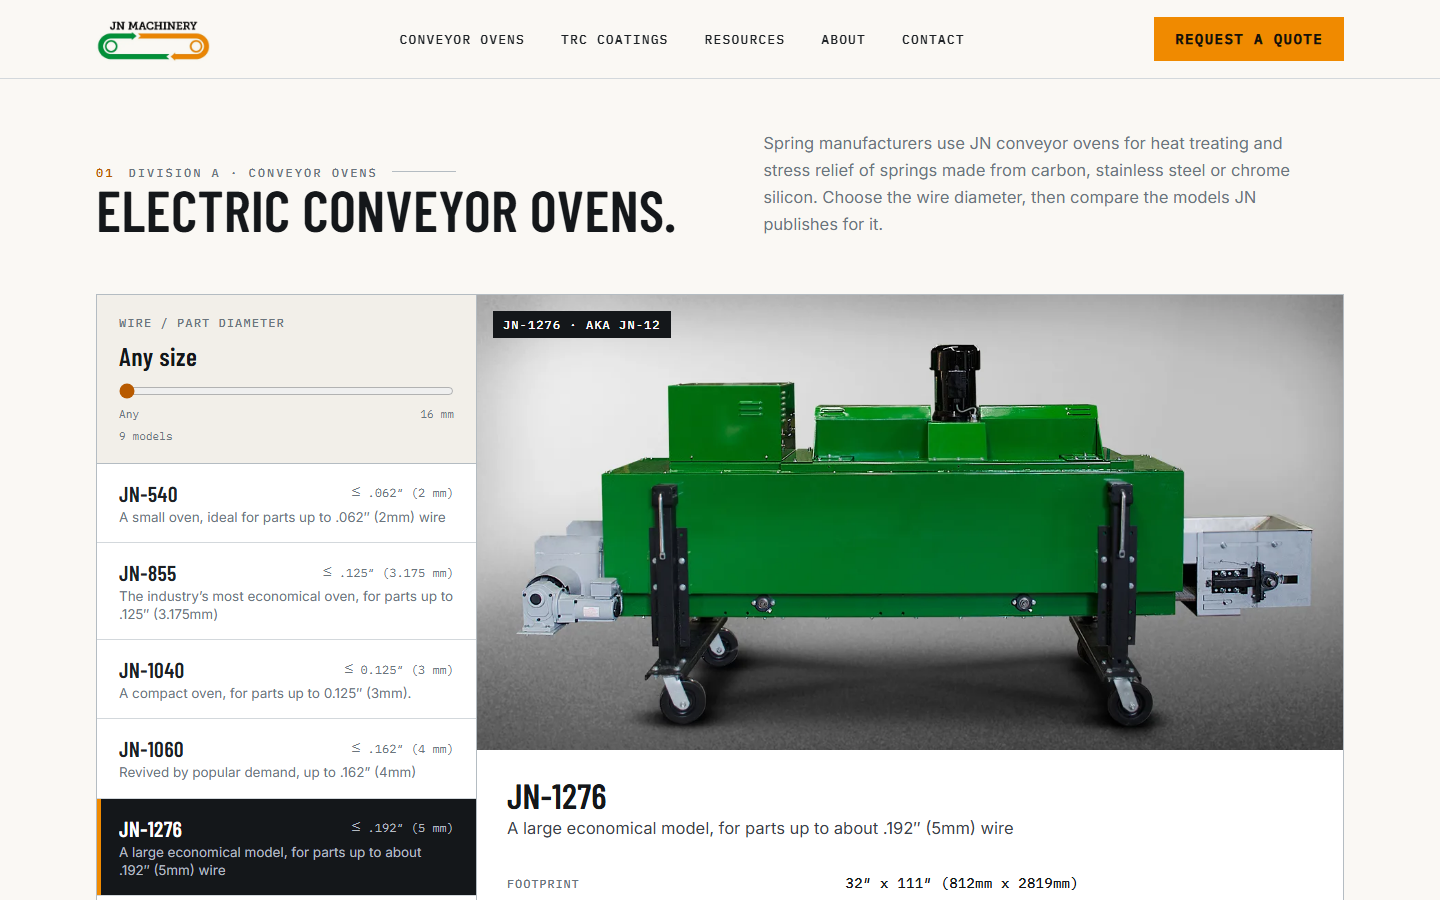 JN MACHINERY
CONVEYOR OVENS
TRC COATINGS
RESOURCES
ABOUT
CONTACT
REQUEST A QUOTE
01 DIVISION A · CONVEYOR OVENS
ELECTRIC CONVEYOR OVENS.
Spring manufacturers use JN conveyor ovens for heat treating and
stress relief of springs made from carbon, stainless steel or chrome
silicon. Choose the wire diameter, then compare the models JN
publishes for it.
WIRE / PART DIAMETER
Any size
Any
16 mm
9 models
JN-540
≤ .062″ (2 mm)
A small oven, ideal for parts up to .062″ (2mm) wire
JN-855
≤ .125″ (3.175 mm)
The industry’s most economical oven, for parts up to
.125″ (3.175mm)
JN-1040
≤ 0.125″ (3 mm)
A compact oven, for parts up to 0.125″ (3mm).
JN-1060
≤ .162″ (4 mm)
Revived by popular demand, up to .162″ (4mm)
JN-1276
≤ .192″ (5 mm)
A large economical model, for parts up to about
.192″ (5mm) wire
JN-1276 · AKA JN-12
JN-1276
A large economical model, for parts up to about .192″ (5mm) wire
FOOTPRINT
32″ x 111″ (812mm x 2819mm)